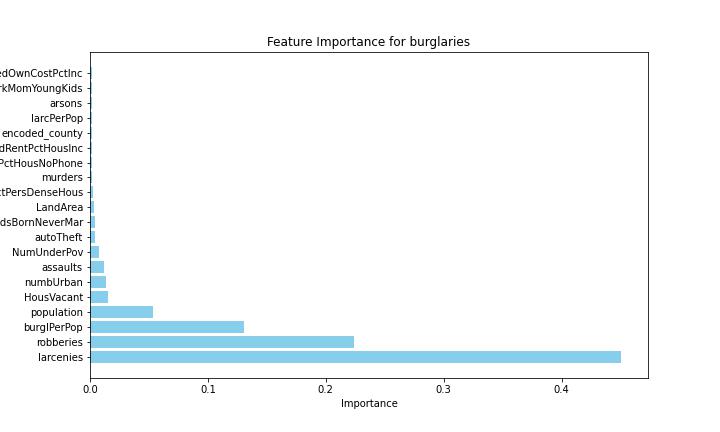 Feature Importance for burglaries
edOwnCostPctInc
rkMomYoungKids
arsons
larcPerPop
encoded_county
dRentPctHousInc
PctHousNoPhone
murders
tPersDenseHous
LandArea
dsBornNeverMar
autoTheft
NumUnderPov
assaults
numbUrban
HousVacant
population
burglPerPop
robberies
larcenies
0.0 0.1 0.2 0.3 0.4
Importance